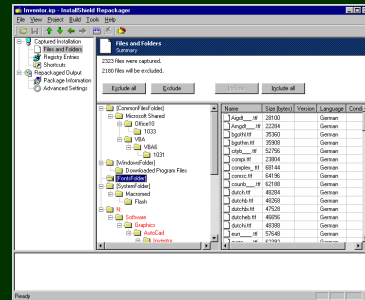 Inventor.irp - InstallShield Repackager
File View Project Build Tools Help
Captured Installation
Files and Folders
Registry Entries
Shortcuts
Repackaged Output
Package Information
Advanced Settings
Files and Folders
Summary
2323 files were captured.
2180 files will be excluded.
Exclude all
Exclude
Include
Include all
[CommonFilesFolder]
Microsoft Shared
Office10
1033
VBA
VBA6
1031
[WindowsFolder]
Downloaded Program Files
[FontsFolder]
[SystemFolder]
Macromed
Flash
N:
Software
Graphics
AutoCad
Inventor
Name Size (bytes) Version Language Condi
Aigdt___.ttf 28100 German
Amgdt___.ttf 22284 German
bgothl.ttf 35360 German
bgothm.ttf 35908 German
cityb___.ttf 52756 German
compi.ttf 23804 German
complex_.ttf 68144 German
conssc.ttf 64196 German
counb___.ttf 62188 German
dutch.ttf 48284 German
dutchb.ttf 48268 German
dutchbi.ttf 47528 German
dutcheb.ttf 46656 German
dutchi.ttf 48388 German
eur____.ttf 57648 German
German
Ready